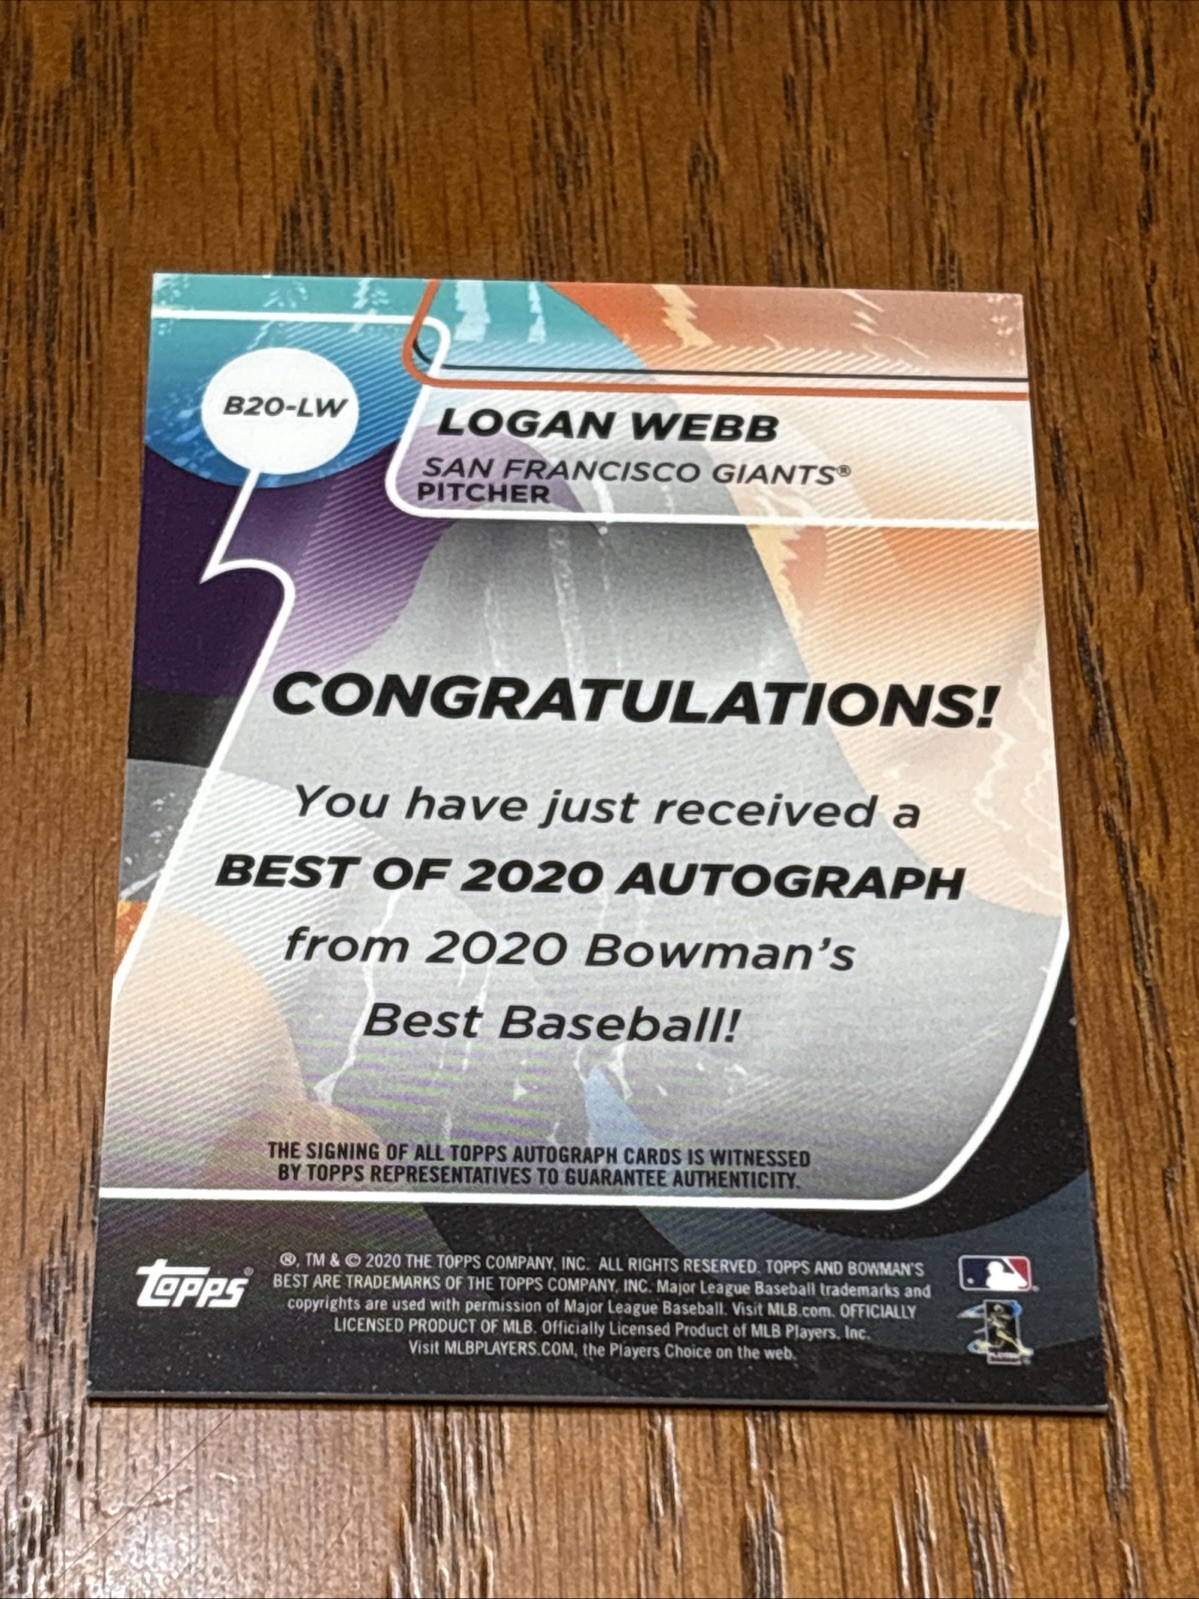 B20-LW
LOGAN WEBB
SAN FRANCISCO GIANTS®
PITCHER
CONGRATULATIONS!
You have just received a
BEST OF 2020 AUTOGRAPH
from 2020 Bowman's
Best Baseball!
THE SIGNING OF ALL TOPPS AUTOGRAPH CARDS IS WITNESSED
BY TOPPS REPRESENTATIVES TO GUARANTEE AUTHENTICITY.
TOPPS®
®, TM & © 2020 THE TOPPS COMPANY, INC. ALL RIGHTS RESERVED. TOPPS AND BOWMAN'S
BEST ARE TRADEMARKS OF THE TOPPS COMPANY, INC. Major League Baseball trademarks and
copyrights are used with permission of Major League Baseball. Visit MLB.com. OFFICIALLY
LICENSED PRODUCT OF MLB. Officially Licensed Product of MLB Players, Inc.
Visit MLBPLAYERS.COM, the Players Choice on the web.